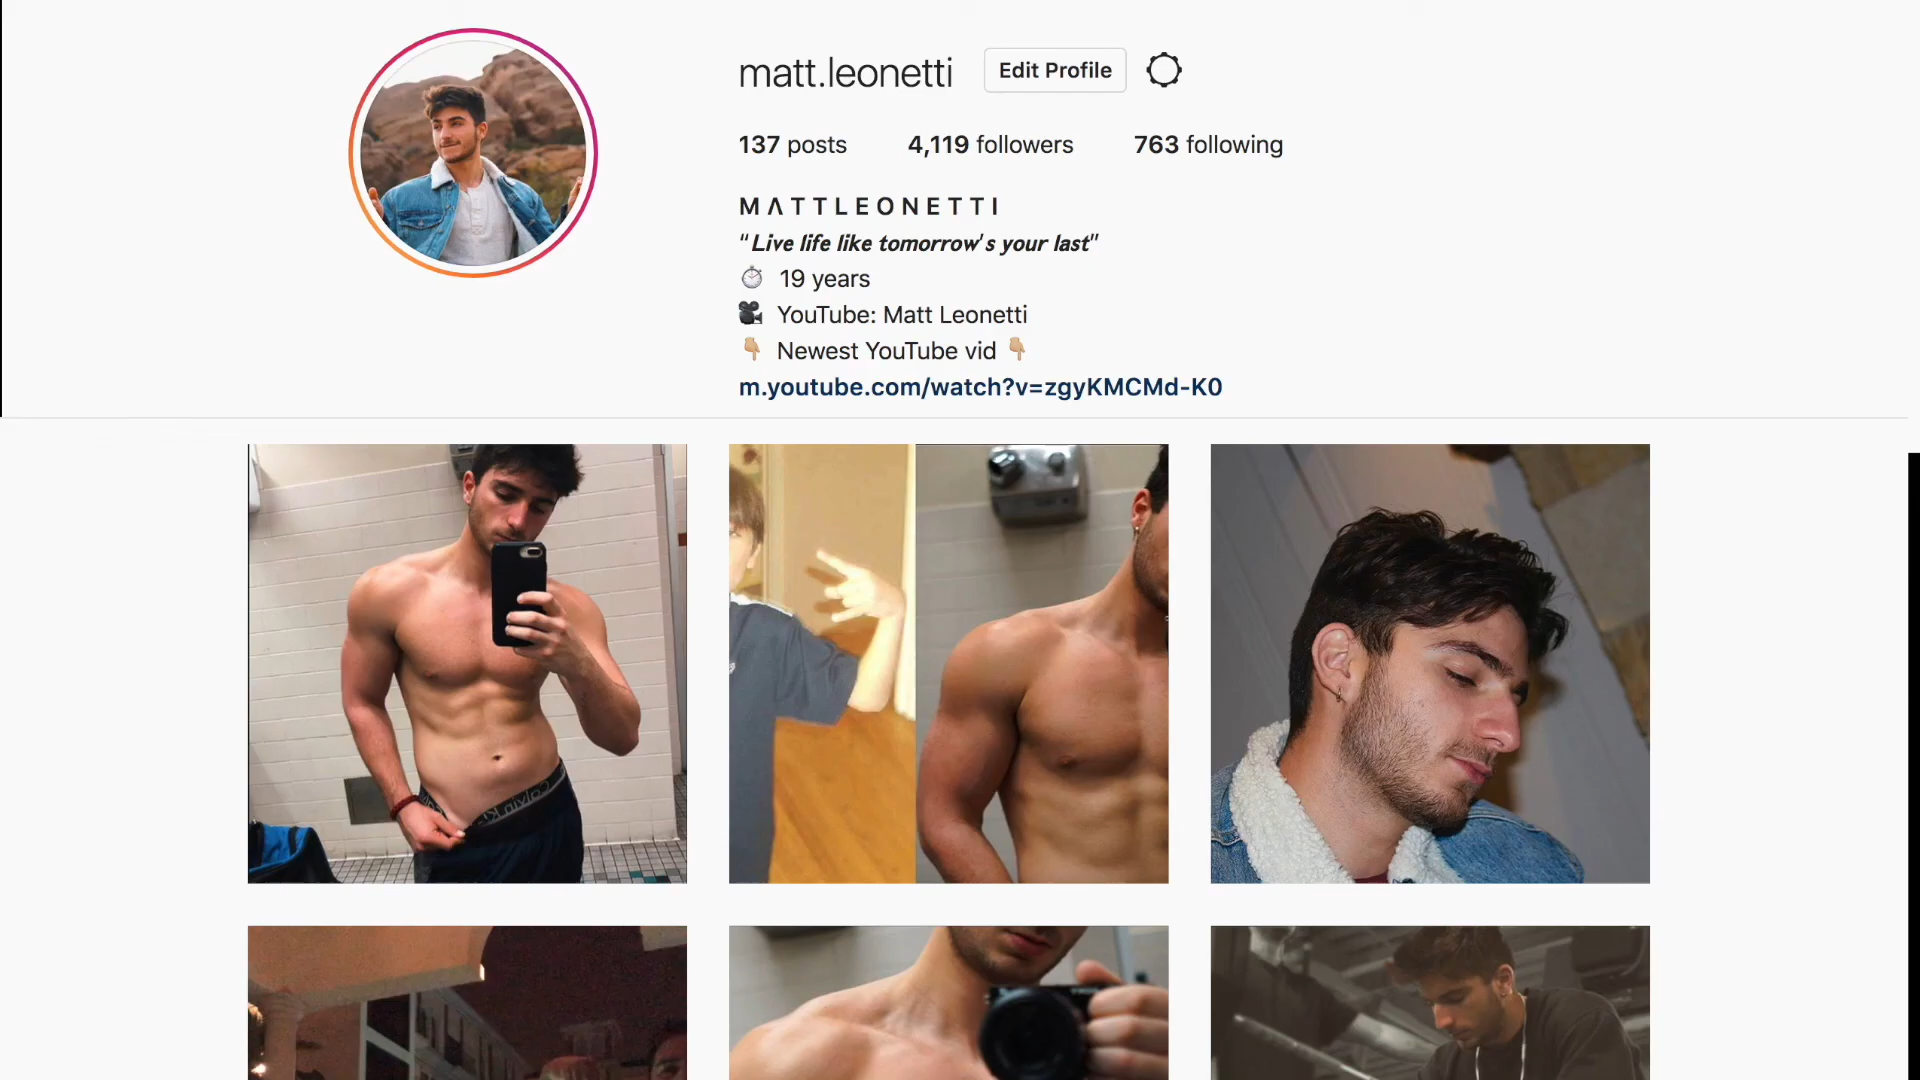 matt.leonetti Edit Profile
137 posts 4,119 followers 763 following
M Λ T T L E O N E T T I
"Live life like tomorrow's your last"
⏱ 19 years
🎥 YouTube: Matt Leonetti
👇🏼 Newest YouTube vid 👇🏼
m.youtube.com/watch?v=zgyKMCMd-K0